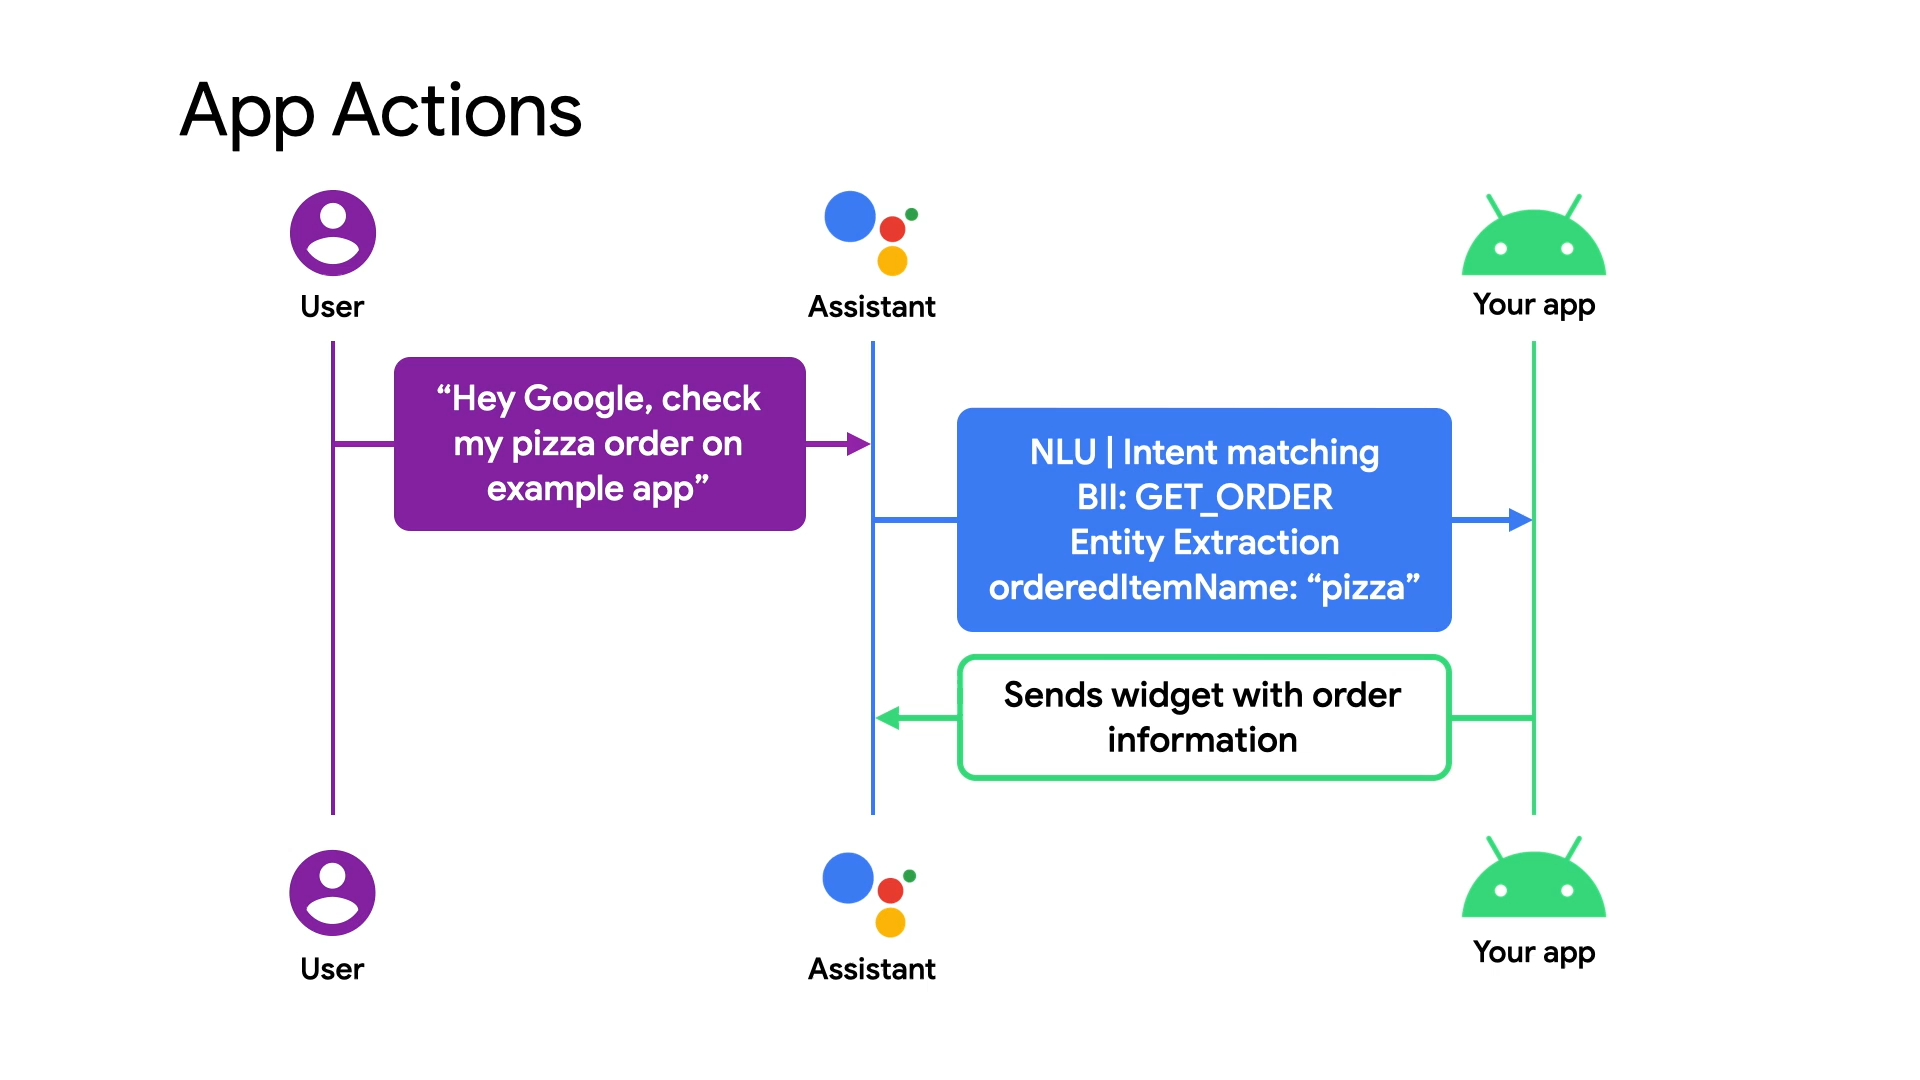 App Actions
User
Assistant
Your app
“Hey Google, check
my pizza order on
example app”
NLU | Intent matching
BII: GET_ORDER
Entity Extraction
orderedItemName: “pizza”
Sends widget with order
information
User
Assistant
Your app